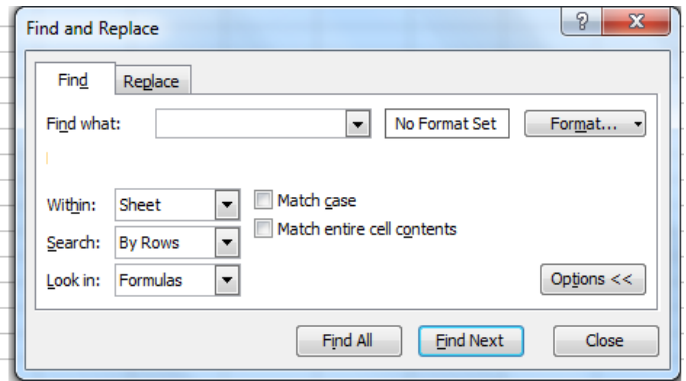 Find and Replace
Find Replace
Find what: No Format Set Format...
Within: Sheet Match case
Match entire cell contents
Search: By Rows
Look in: Formulas Options <<
Find All Find Next Close